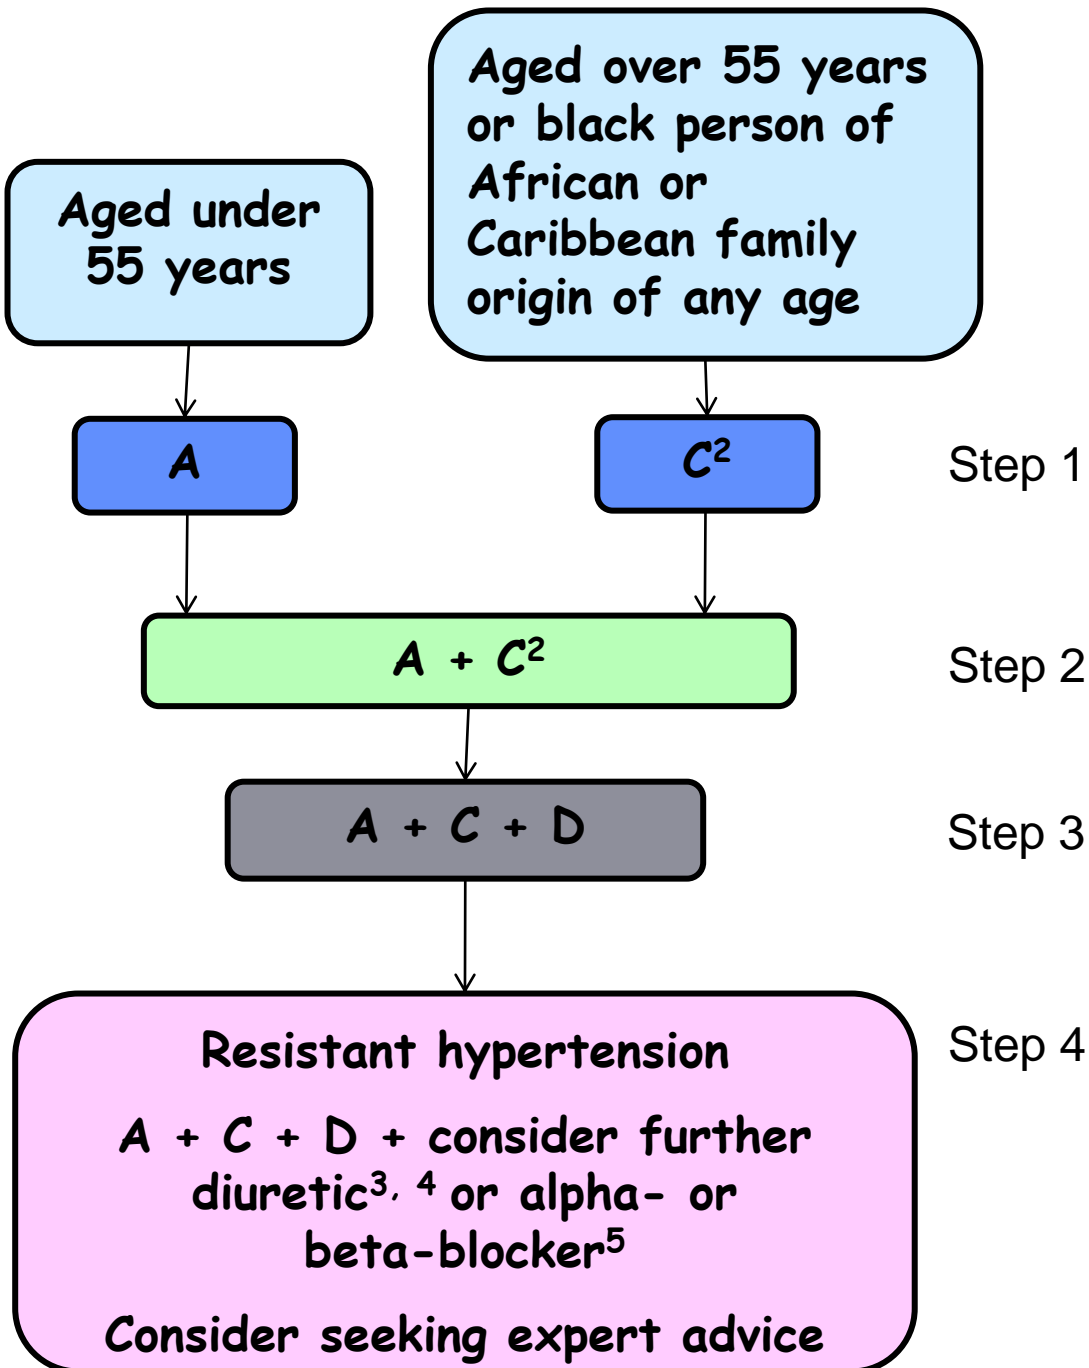 Aged over 55 years
or black person of
African or
Caribbean family
origin of any age
Aged under
55 years
A
C²
Step 1
A + C²
Step 2
A + C + D
Step 3
Resistant hypertension
Step 4
A + C + D + consider further
diuretic³, ⁴ or alpha- or
beta-blocker⁵
Consider seeking expert advice